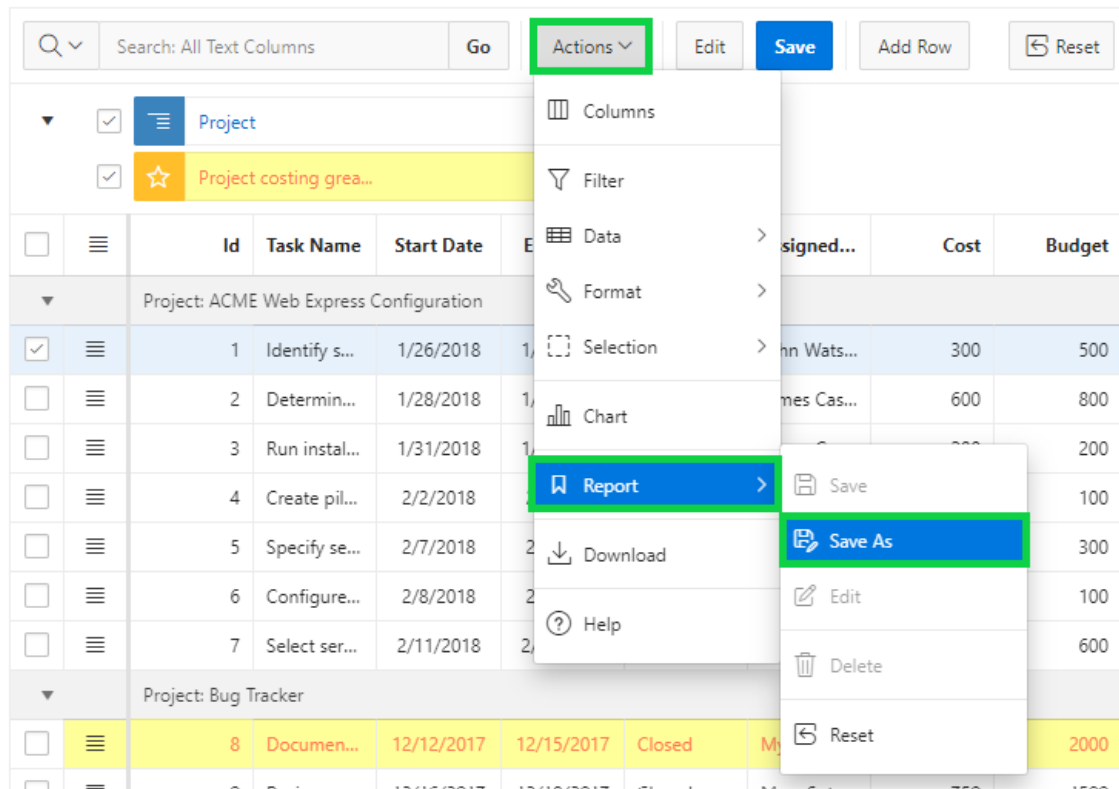 Search: All Text Columns Go Actions Edit Save Add Row Reset
Columns
Project
Project costing grea...
Filter
Data
Id Task Name Start Date signed... Cost Budget
Format
Project: ACME Web Express Configuration
Selection
1 Identify s... 1/26/2018 hn Wats... 300 500
2 Determin... 1/28/2018 mes Cas... 600 800
Chart
3 Run instal... 1/31/2018 200
Report
Save
4 Create pil... 2/2/2018 100
Save As
5 Specify se... 2/7/2018 300
Download
6 Configure... 2/8/2018 100
Edit
Help
7 Select ser... 2/11/2018 600
Delete
Project: Bug Tracker
Reset
8 Documen... 12/12/2017 12/15/2017 Closed 2000